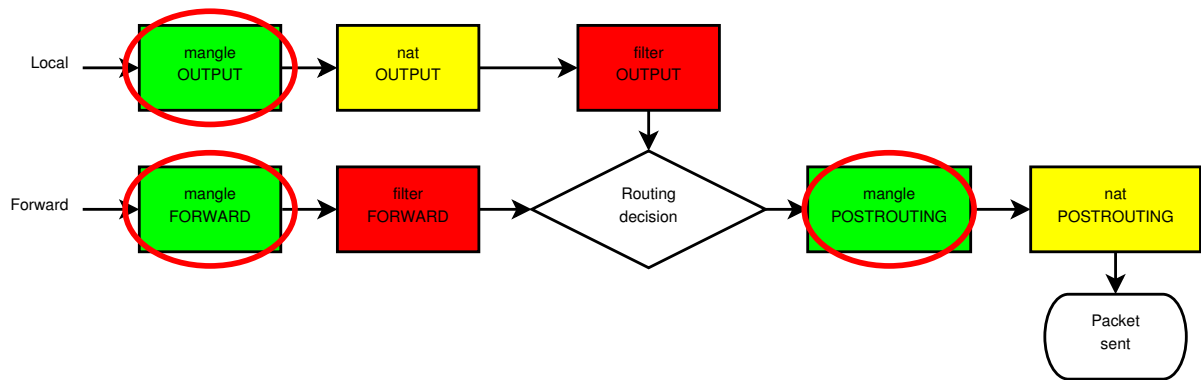 Local
mangle
OUTPUT
nat
OUTPUT
filter
OUTPUT
Forward
mangle
FORWARD
filter
FORWARD
Routing
decision
mangle
POSTROUTING
nat
POSTROUTING
Packet
sent